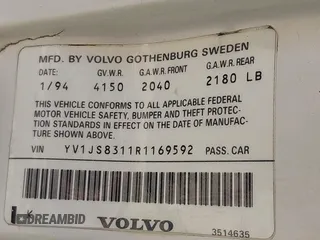 MFD. BY VOLVO GOTHENBURG SWEDEN
DATE: G.V.W.R. G.A.W.R. FRONT G.A.W.R. REAR
1/94 4150 2040 2180 LB
THIS VEHICLE CONFORMS TO ALL APPLICABLE FEDERAL
MOTOR VEHICLE SAFETY, BUMPER AND THEFT PROTEC-
TION STANDARDS IN EFFECT ON THE DATE OF MANUFAC-
TURE SHOWN ABOVE.
VIN YV1JS8311R1169592 PASS. CAR
DREAMBID VOLVO 3514635